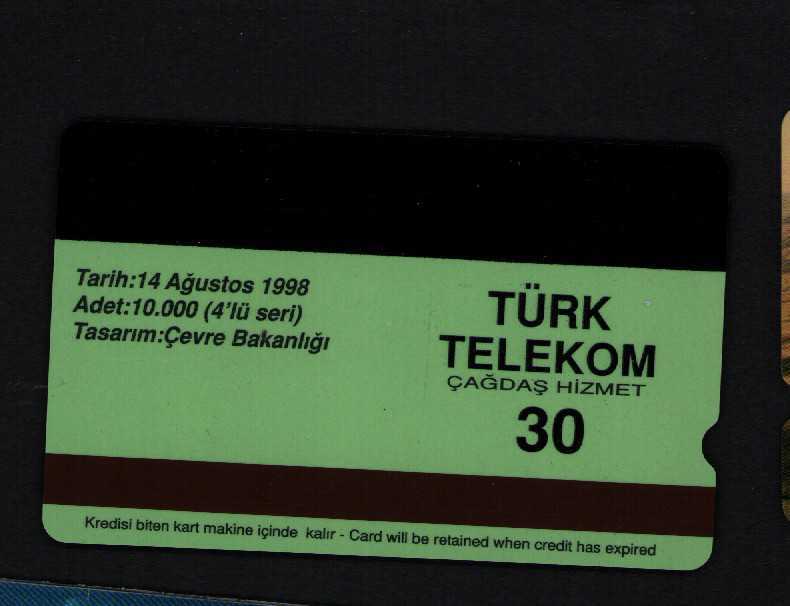 Tarih:14 Ağustos 1998
Adet:10.000 (4'lü seri)
Tasarım:Çevre Bakanlığı
TÜRK
TELEKOM
ÇAĞDAŞ HİZMET
30
Kredisi biten kart makine içinde kalır - Card will be retained when credit has expired